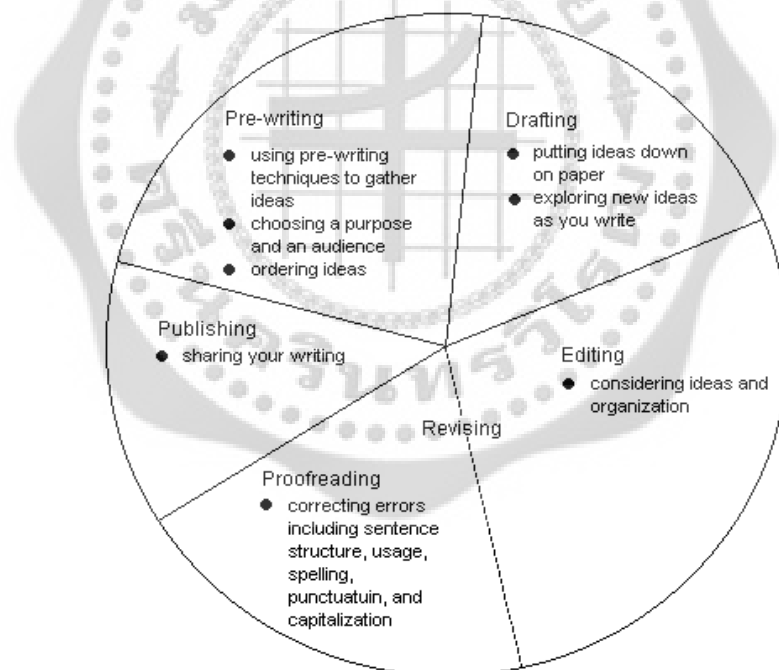 Pre-writing
● using pre-writing
techniques to gather
ideas
● choosing a purpose
and an audience
● ordering ideas
Drafting
● putting ideas down
on paper
● exploring new ideas
as you write
Editing
● considering ideas and
organization
Revising
Proofreading
● correcting errors
including sentence
structure, usage,
spelling,
punctuatuin, and
capitalization
Publishing
● sharing your writing